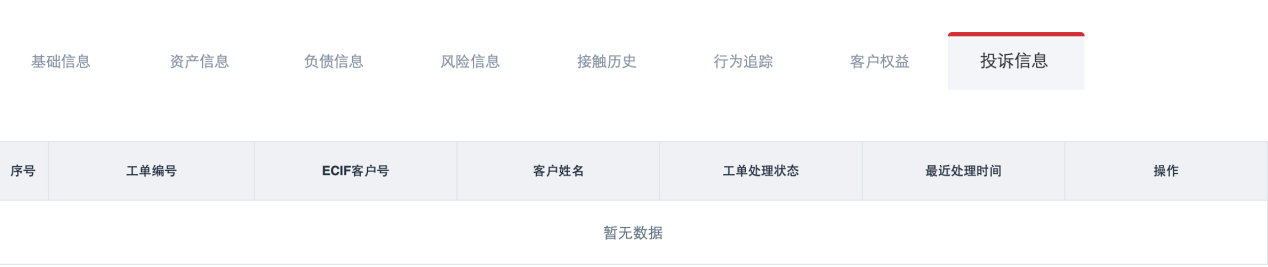 基础信息 资产信息 负债信息 风险信息 接触历史 行为追踪 客户权益 投诉信息
序号 工单编号 ECIF客户号 客户姓名 工单处理状态 最近处理时间 操作
暂无数据